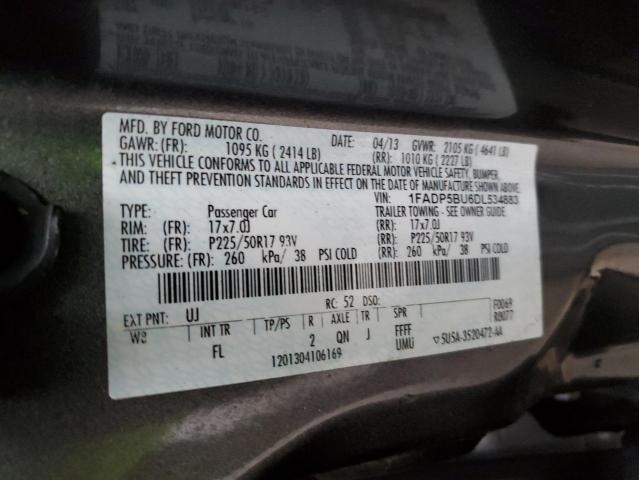 MFD. BY FORD MOTOR CO.
DATE: 04/13 GVWR: 2105 KG (4641 LB)
GAWR: (FR): 1095 KG (2414 LB) (RR): 1010 KG (2227 LB)
THIS VEHICLE CONFORMS TO ALL APPLICABLE FEDERAL MOTOR VEHICLE SAFETY, BUMPER,
AND THEFT PREVENTION STANDARDS IN EFFECT ON THE DATE OF MANUFACTURE SHOWN ABOVE.
VIN: 1FADP5BU6DL534883
TYPE: Passenger Car TRAILER TOWING - SEE OWNER GUIDE
RIM: (FR): 17x7.0J (RR): 17x7.0J
TIRE: (FR): P225/50R17 93V (RR): P225/50R17 93V
PRESSURE: (FR): 260 kPa/ 38 PSI COLD (RR): 260 kPa/ 38 PSI COLD
EXT PNT: UJ RC: 52 DSO: F0069
R0077
WB INT TR TP/PS R AXLE TR SPR
FL 2 QN J FFFF
UMU
1201304106169 ▽5U5A-3520472-AA